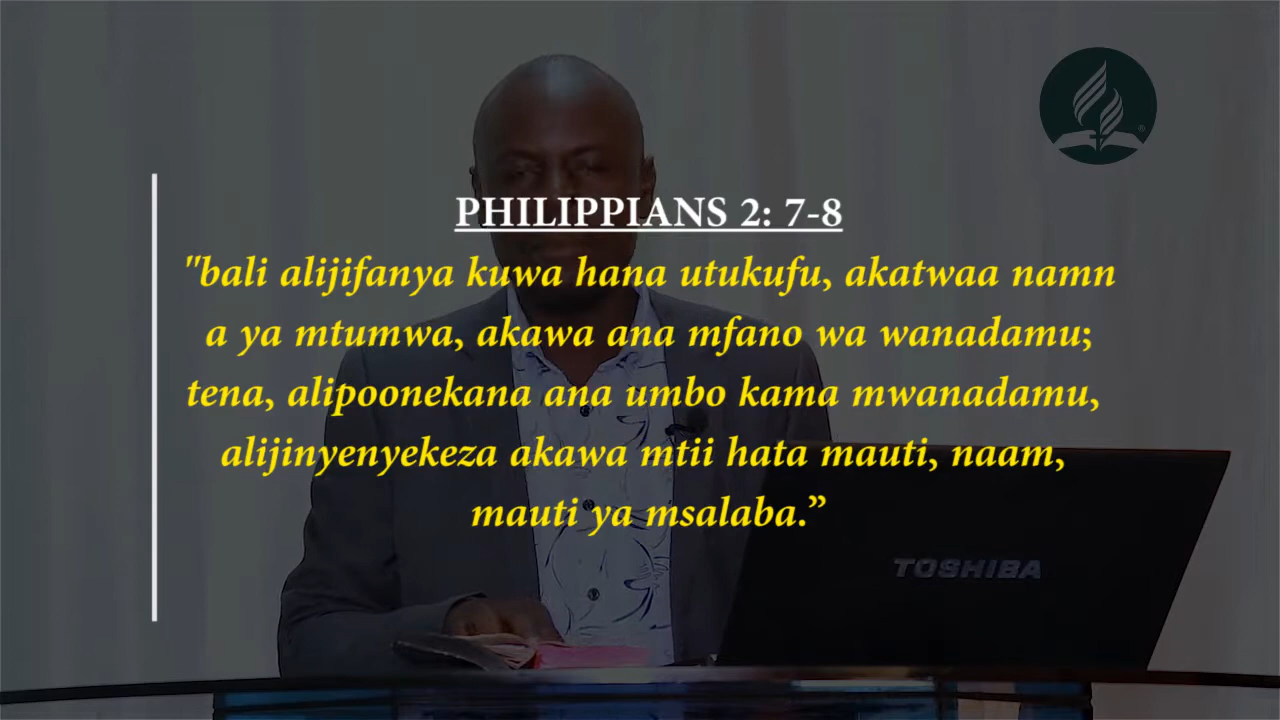 PHILIPPIANS 2: 7-8
"bali alijifanya kuwa hana utukufu, akatwaa namn
a ya mtumwa, akawa ana mfano wa wanadamu;
tena, alipoonekana ana umbo kama mwanadamu,
alijinyenyekeza akawa mtii hata mauti, naam,
mauti ya msalaba.”
TOSHIBA
®